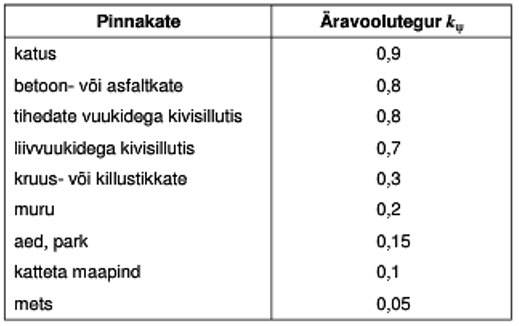 Pinnakate Äravoolutegur kψ
katus 0,9
betoon- või asfaltkate 0,8
tihedate vuukidega kivisillutis 0,8
liivvuukidega kivisillutis 0,7
kruus- või killustikkate 0,3
muru 0,2
aed, park 0,15
katteta maapind 0,1
mets 0,05